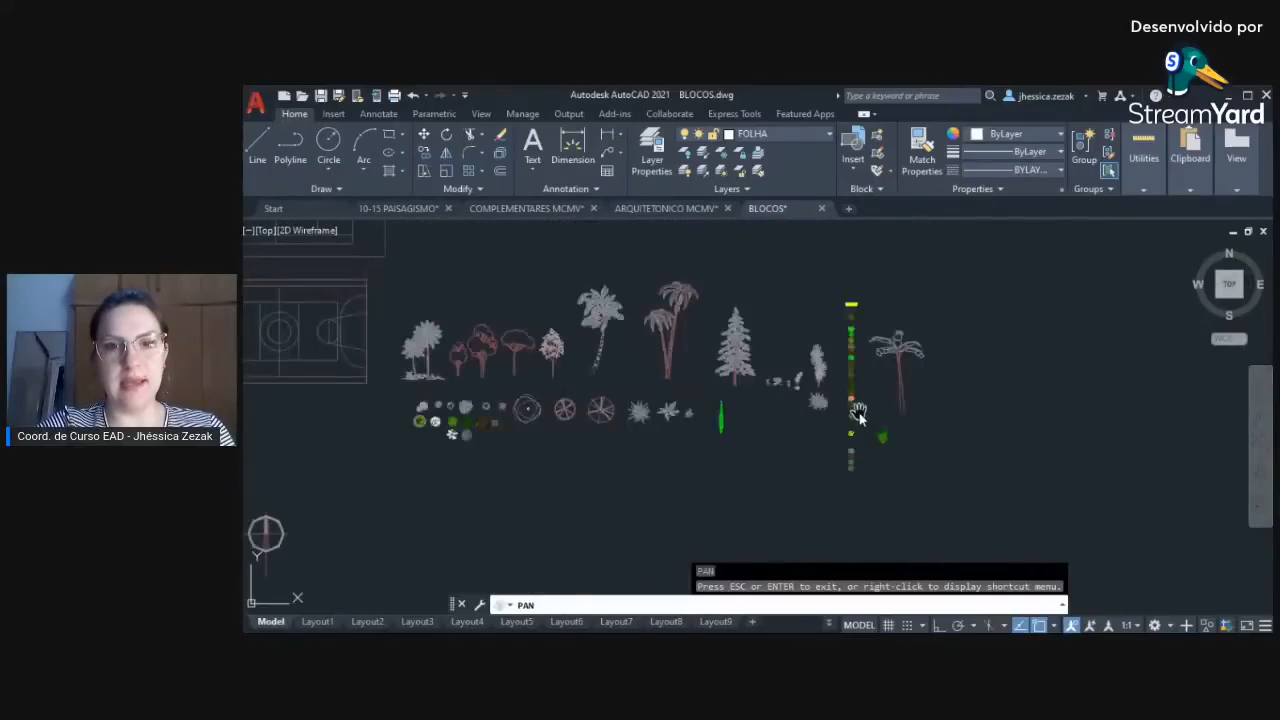 Desenvolvido por
StreamYard
Autodesk AutoCAD 2021 BLOCOS.dwg
Type a keyword or phrase
jhessica.zezak
Home Insert Annotate Parametric View Manage Output Add-ins Collaborate Express Tools Featured Apps
Line Polyline Circle Arc
Text Dimension
Layer Properties
FOLHA
Insert
Match Properties
ByLayer
ByLayer
BYLAY...
Group
Utilities
Clipboard
View
Draw Modify Annotation Layers Block Properties Groups
Start 10-15 PAISAGISMO* COMPLEMENTARES MCMV* ARQUITETONICO MCMV* BLOCOS*
[−][Top][2D Wireframe]
N
W TOP E
S
Coord. de Curso EAD - Jhéssica Zezak
Y
X
PAN
Press ESC or ENTER to exit, or right-click to display shortcut menu.
PAN
Model Layout1 Layout2 Layout3 Layout4 Layout5 Layout6 Layout7 Layout8 Layout9
MODEL 1:1